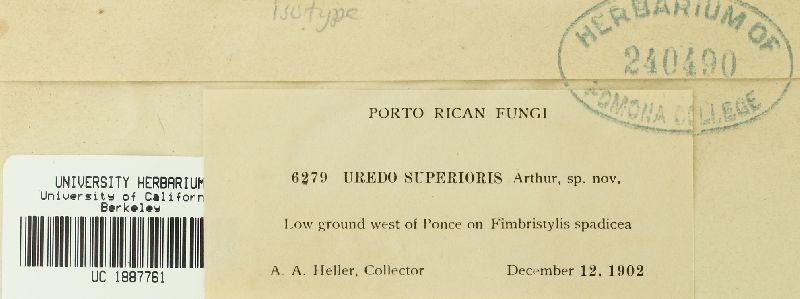 isotype
HERBARIUM OF
240490
POMONA COLLEGE
PORTO RICAN FUNGI
6279 UREDO SUPERIORIS Arthur, sp. nov.
Low ground west of Ponce on Fimbristylis spadicea
A. A. Heller, Collector December 12, 1902
UNIVERSITY HERBARIUM
University of Californ
Berkeley
UC 1887761